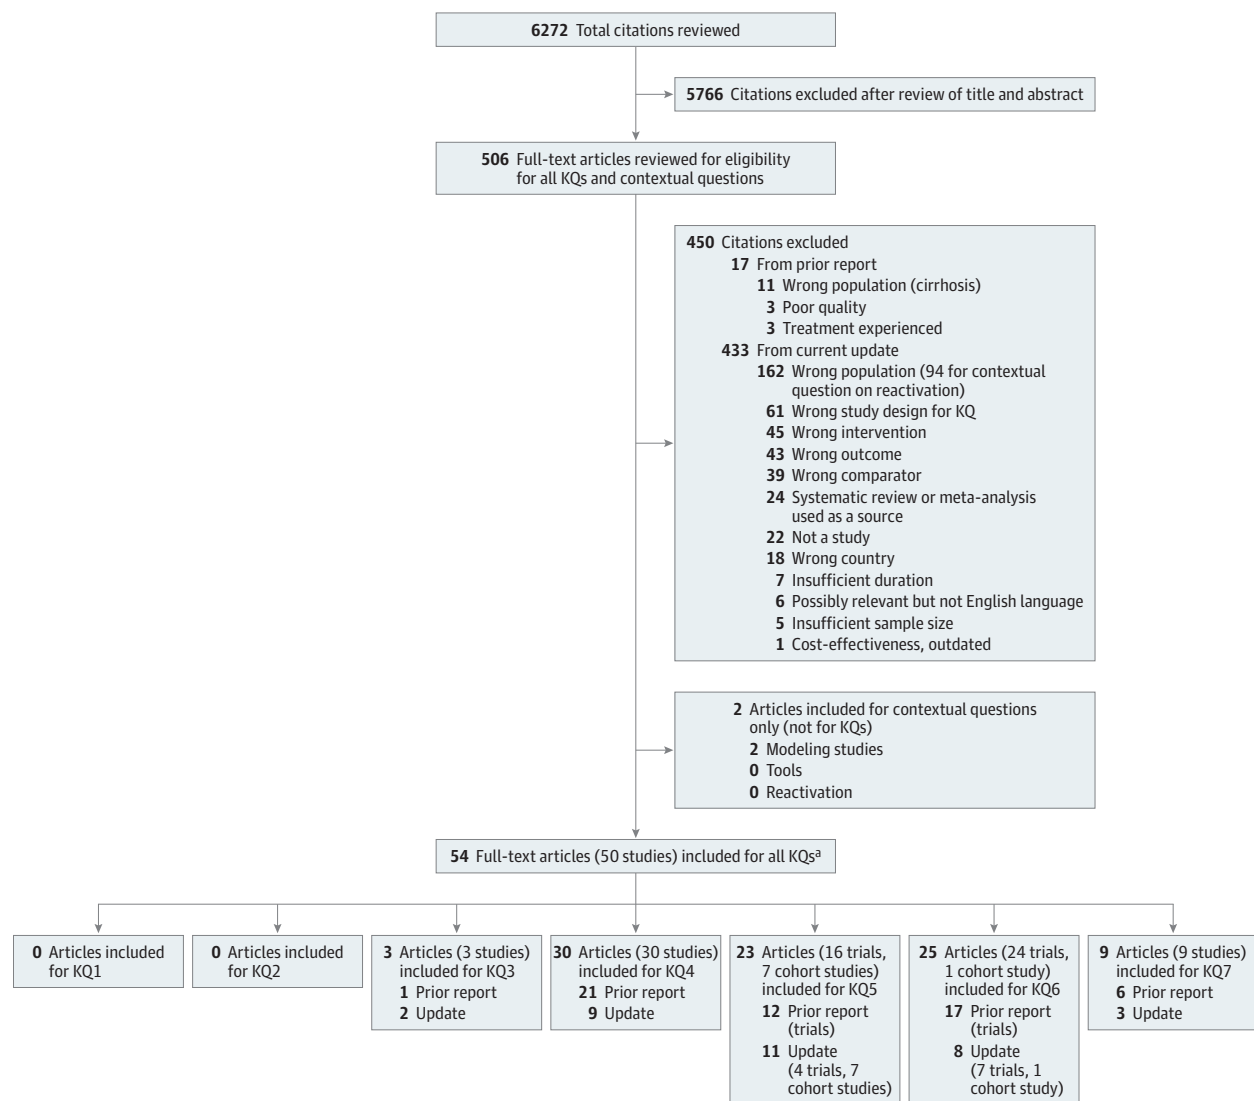 6272 Total citations reviewed
5766 Citations excluded after review of title and abstract
506 Full-text articles reviewed for eligibility
for all KQs and contextual questions
450 Citations excluded
17 From prior report
11 Wrong population (cirrhosis)
3 Poor quality
3 Treatment experienced
433 From current update
162 Wrong population (94 for contextual
question on reactivation)
61 Wrong study design for KQ
45 Wrong intervention
43 Wrong outcome
39 Wrong comparator
24 Systematic review or meta-analysis
used as a source
22 Not a study
18 Wrong country
7 Insufficient duration
6 Possibly relevant but not English language
5 Insufficient sample size
1 Cost-effectiveness, outdated
2 Articles included for contextual questions
only (not for KQs)
2 Modeling studies
0 Tools
0 Reactivation
54 Full-text articles (50 studies) included for all KQsᵃ
0 Articles included
for KQ1
0 Articles included
for KQ2
3 Articles (3 studies)
included for KQ3
1 Prior report
2 Update
30 Articles (30 studies)
included for KQ4
21 Prior report
9 Update
23 Articles (16 trials,
7 cohort studies)
included for KQ5
12 Prior report
(trials)
11 Update
(4 trials, 7
cohort studies)
25 Articles (24 trials,
1 cohort study)
included for KQ6
17 Prior report
(trials)
8 Update
(7 trials, 1
cohort study)
9 Articles (9 studies)
included for KQ7
6 Prior report
3 Update